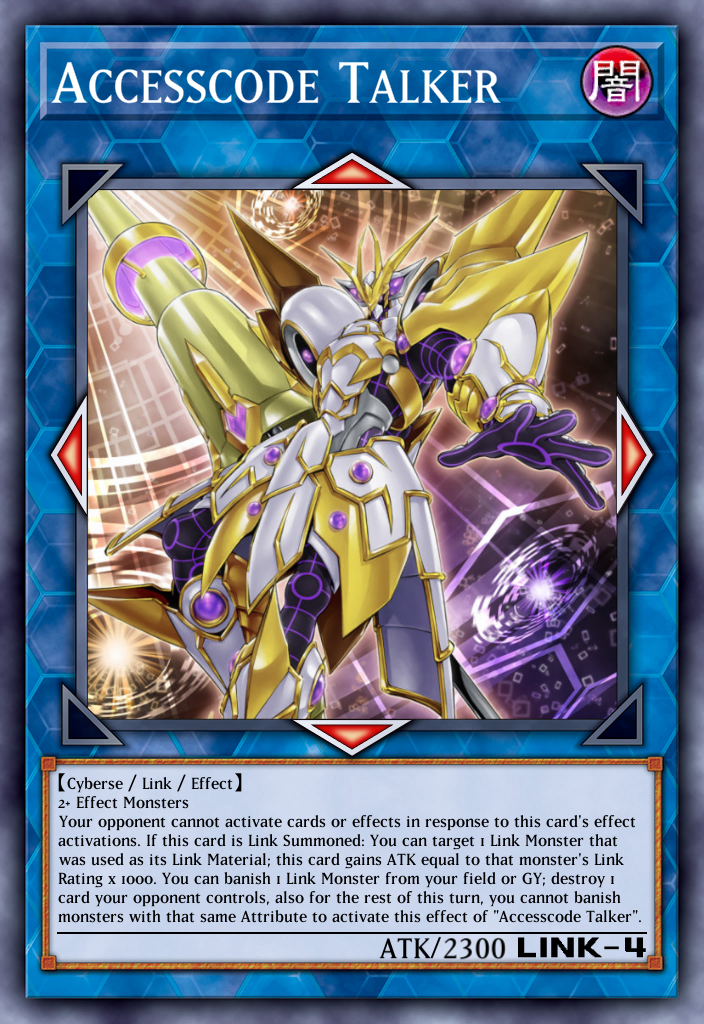 Accesscode Talker
闇
【Cyberse / Link / Effect】
2+ Effect Monsters
Your opponent cannot activate cards or effects in response to this card's effect
activations. If this card is Link Summoned: You can target 1 Link Monster that
was used as its Link Material; this card gains ATK equal to that monster's Link
Rating x 1000. You can banish 1 Link Monster from your field or GY; destroy 1
card your opponent controls, also for the rest of this turn, you cannot banish
monsters with that same Attribute to activate this effect of "Accesscode Talker".
ATK/2300 LINK-4